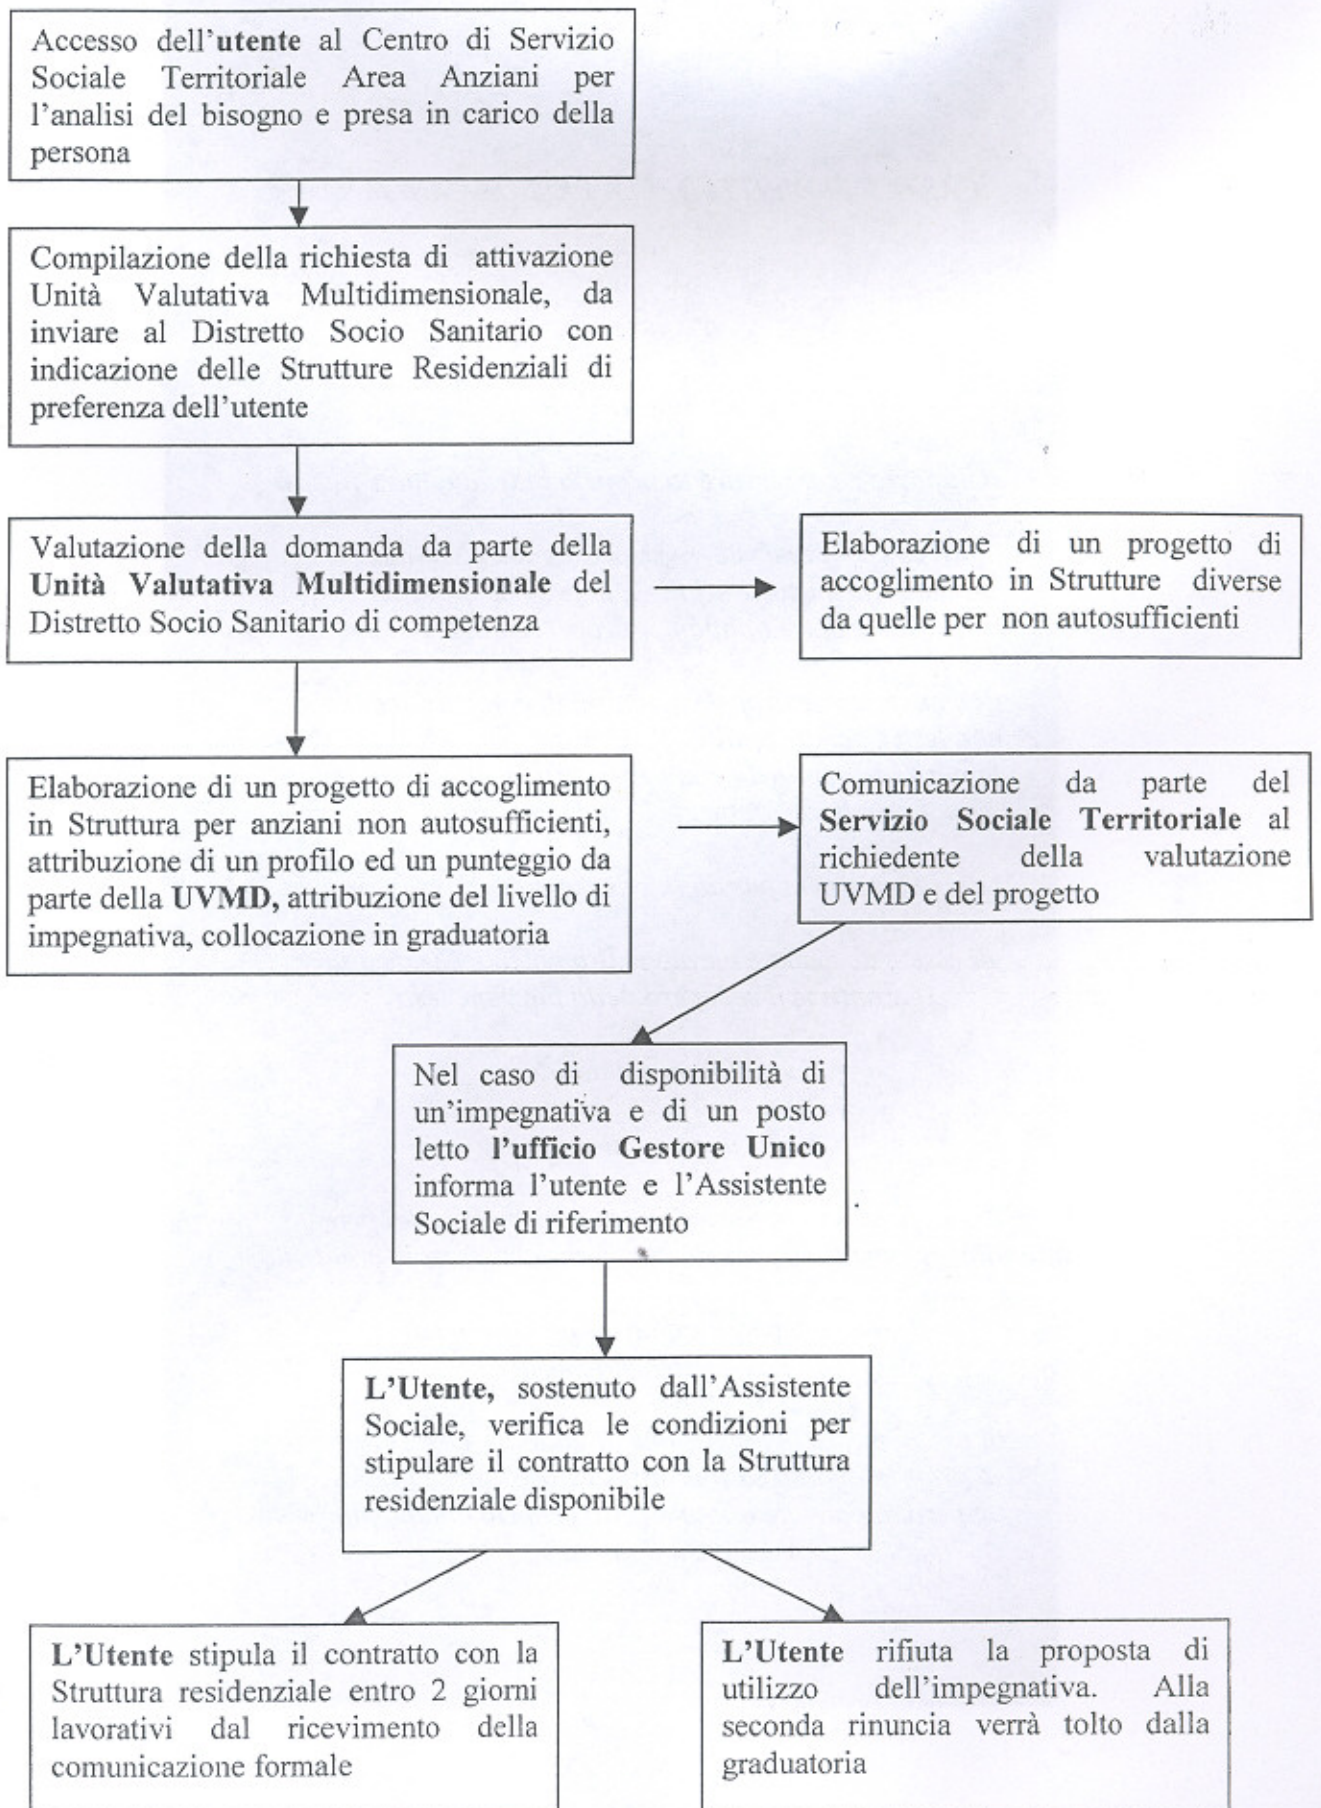 Accesso dell'utente al Centro di Servizio
Sociale Territoriale Area Anziani per
l'analisi del bisogno e presa in carico della
persona
Compilazione della richiesta di attivazione
Unità Valutativa Multidimensionale, da
inviare al Distretto Socio Sanitario con
indicazione delle Strutture Residenziali di
preferenza dell'utente
Valutazione della domanda da parte della
Unità Valutativa Multidimensionale del
Distretto Socio Sanitario di competenza
Elaborazione di un progetto di
accoglimento in Strutture diverse
da quelle per non autosufficienti
Elaborazione di un progetto di accoglimento
in Struttura per anziani non autosufficienti,
attribuzione di un profilo ed un punteggio da
parte della UVMD, attribuzione del livello di
impegnativa, collocazione in graduatoria
Comunicazione da parte del
Servizio Sociale Territoriale al
richiedente della valutazione
UVMD e del progetto
Nel caso di disponibilità di
un'impegnativa e di un posto
letto l'ufficio Gestore Unico
informa l'utente e l'Assistente
Sociale di riferimento
L'Utente, sostenuto dall'Assistente
Sociale, verifica le condizioni per
stipulare il contratto con la Struttura
residenziale disponibile
L'Utente stipula il contratto con la
Struttura residenziale entro 2 giorni
lavorativi dal ricevimento della
comunicazione formale
L'Utente rifiuta la proposta di
utilizzo dell'impegnativa. Alla
seconda rinuncia verrà tolto dalla
graduatoria